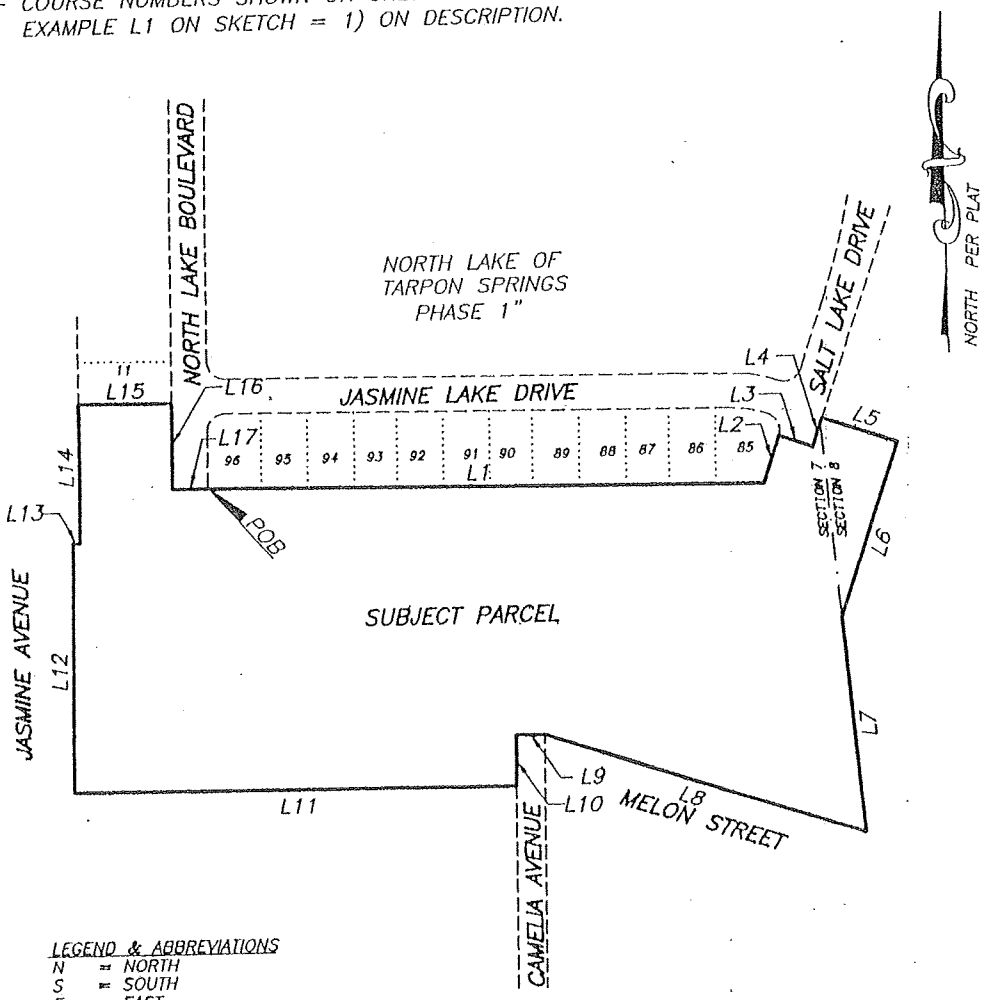 - COURSE NUMBERS SHOWN ON
EXAMPLE L1 ON SKETCH = 1) ON DESCRIPTION.
NORTH LAKE BOULEVARD
NORTH LAKE OF
TARPON SPRINGS
PHASE 1"
SALT LAKE DRIVE
NORTH PER PLAT
11
L15
L16
JASMINE LAKE DRIVE
L4
L3
L2
L5
L17
96 95 94 93 92 91 90 89 88 87 86 85
L1
L14
L13
POB
SECTION 7
SECTION 8
L6
JASMINE AVENUE
L12
SUBJECT PARCEL
L7
L9
L10
L8
MELON STREET
L11
CAMELIA AVENUE
LEGEND & ABBREVIATIONS
N = NORTH
S = SOUTH
E = EAST